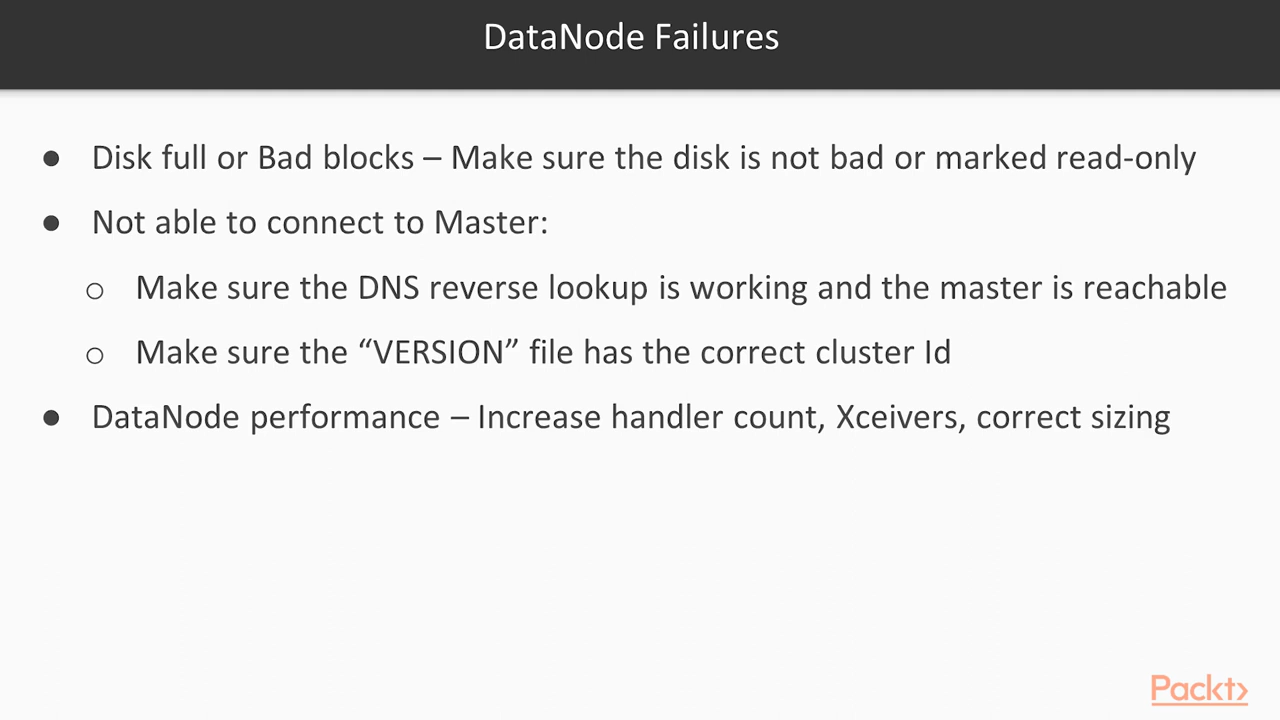 DataNode Failures
● Disk full or Bad blocks – Make sure the disk is not bad or marked read-only
● Not able to connect to Master:
o Make sure the DNS reverse lookup is working and the master is reachable
o Make sure the “VERSION” file has the correct cluster Id
● DataNode performance – Increase handler count, Xceivers, correct sizing
Packt>